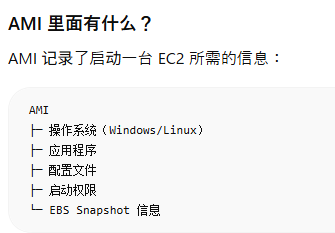 AMI 里面有什么？
AMI 记录了启动一台 EC2 所需的信息：
AMI
├─ 操作系统（Windows/Linux）
├─ 应用程序
├─ 配置文件
├─ 启动权限
└─ EBS Snapshot 信息